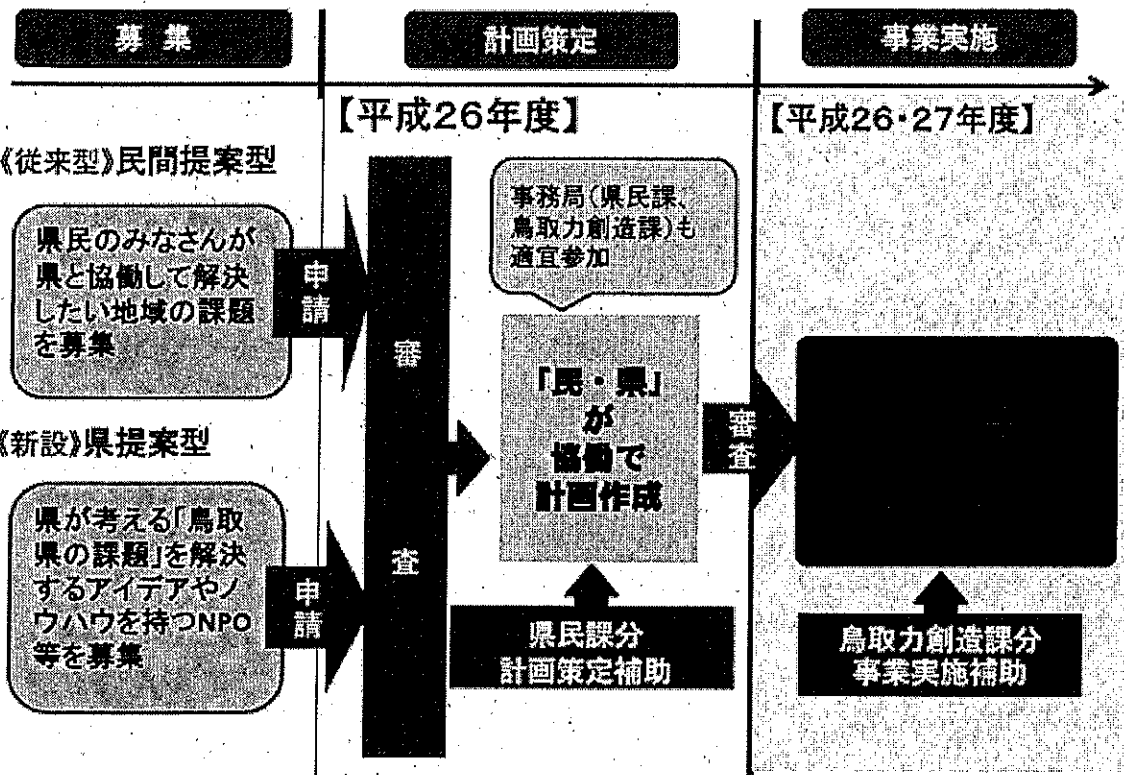 募集
計画策定
事業実施
【平成26年度】
【平成26・27年度】
《従来型》民間提案型
県民のみなさんが
県と協働して解決
したい地域の課題
を募集
申請
《新設》県提案型
県が考える「鳥取
県の課題」を解決
するアイデアやノ
ウハウを持つNPO
等を募集
申請
審査
事務局(県民課、
鳥取力創造課)も
適宜参加
「民・県」
が
協働で
計画作成
県民課分
計画策定補助
審査
鳥取力創造課分
事業実施補助